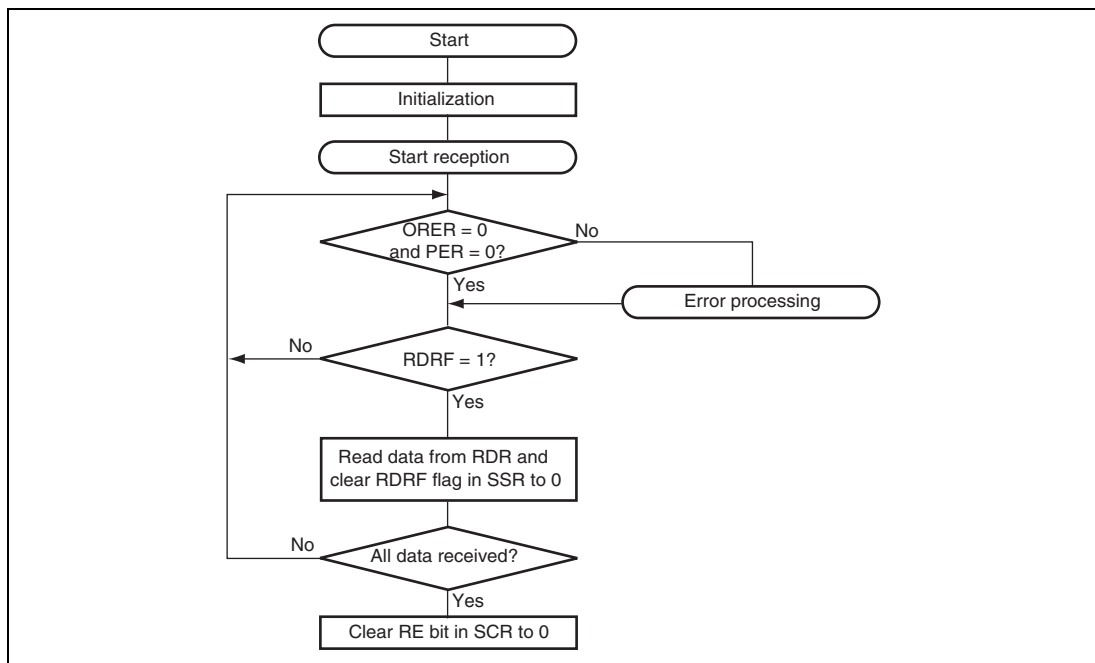 Start
Initialization
Start reception
ORER = 0
and PER = 0?
No
Yes
Error processing
No
RDRF = 1?
Yes
Read data from RDR and
clear RDRF flag in SSR to 0
No
All data received?
Yes
Clear RE bit in SCR to 0